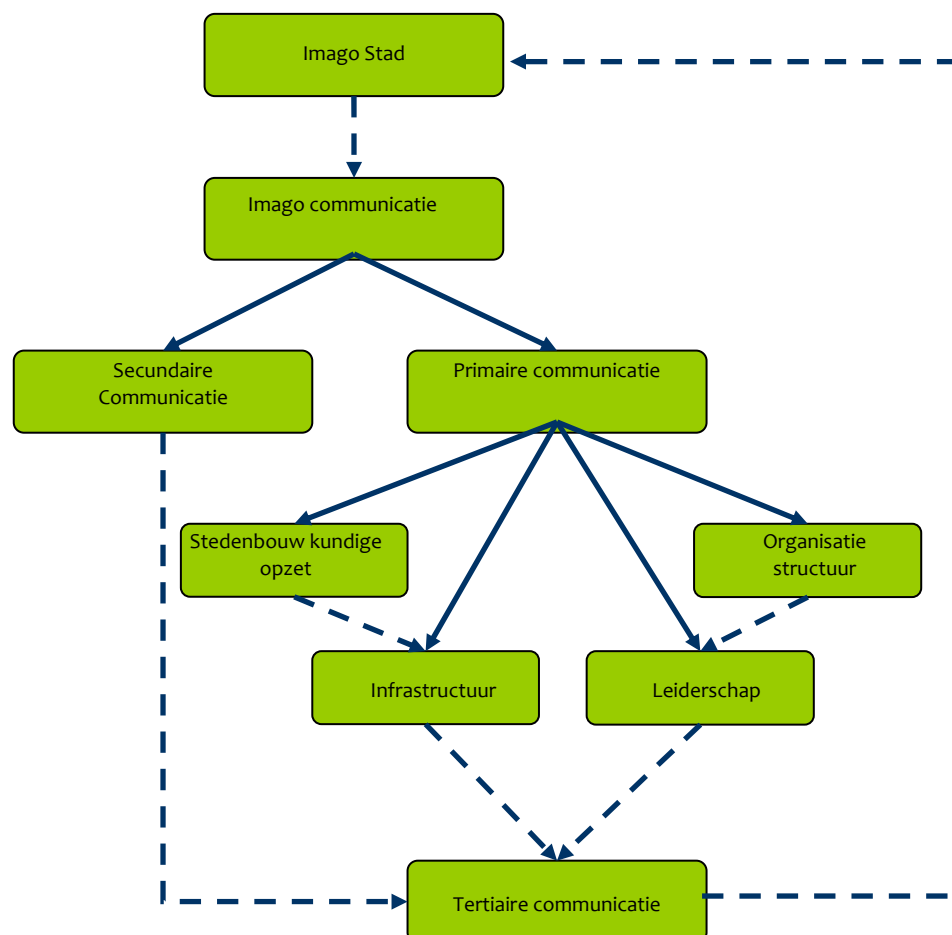 Imago Stad
Imago communicatie
Secundaire
Communicatie
Primaire communicatie
Stedenbouw kundige
opzet
Organisatie
structuur
Infrastructuur
Leiderschap
Tertiaire communicatie